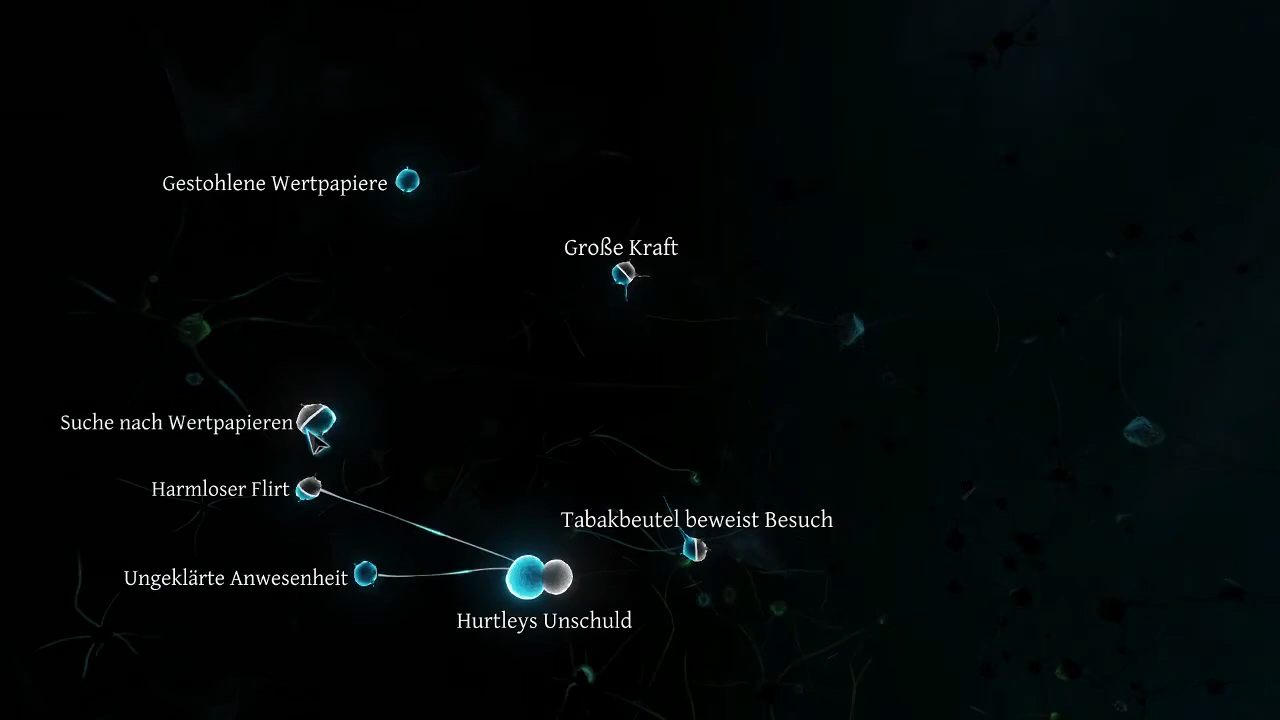 Gestohlene Wertpapiere
Große Kraft
Suche nach Wertpapieren
Harmloser Flirt
Tabakbeutel beweist Besuch
Ungeklärte Anwesenheit
Hurtleys Unschuld